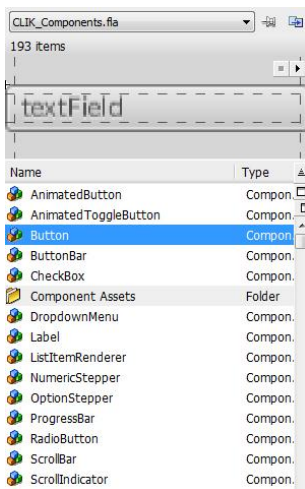 CLIK_Components.fla
193 items
textField
Name Type
AnimatedButton Compon.
AnimatedToggleButton Compon.
Button Compon.
ButtonBar Compon.
CheckBox Compon.
Component Assets Folder
DropdownMenu Compon.
Label Compon.
ListItemRenderer Compon.
NumericStepper Compon.
OptionStepper Compon.
ProgressBar Compon.
RadioButton Compon.
ScrollBar Compon.
ScrollIndicator Compon.